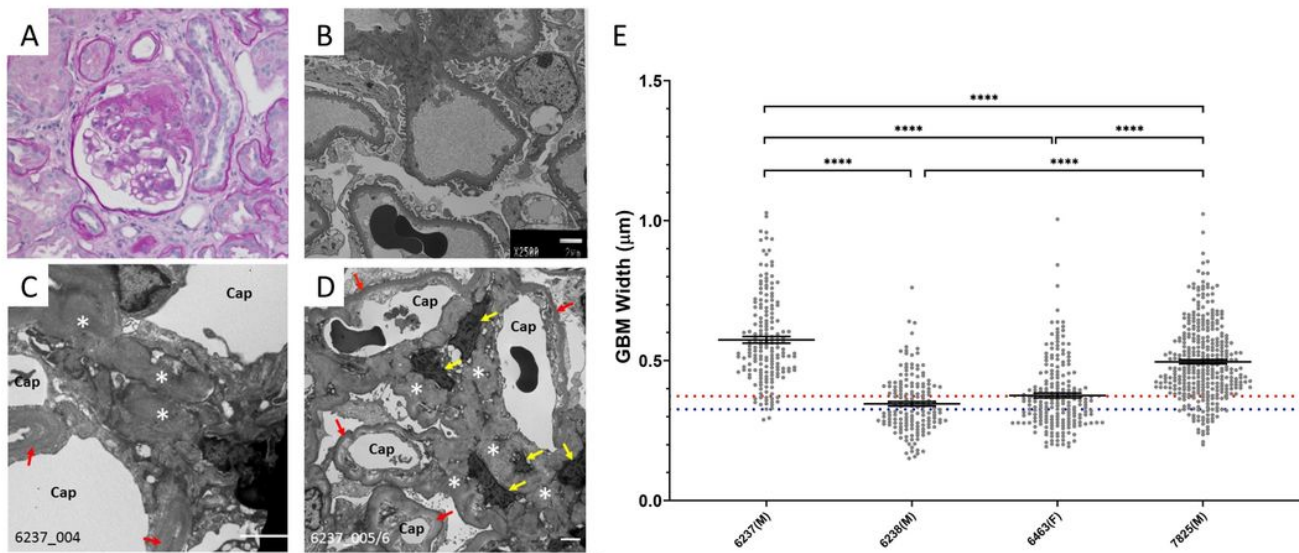 A
B
X2500
2μm
C
Cap
Cap
Cap
*
*
*
6237_004
D
Cap
Cap
Cap
Cap
*
*
*
*
*
6237_005/6
E
GBM Width (μm)
1.5
1.0
0.5
0.0
****
****
****
****
****
6237(M)
6238(M)
6463(F)
7825(M)